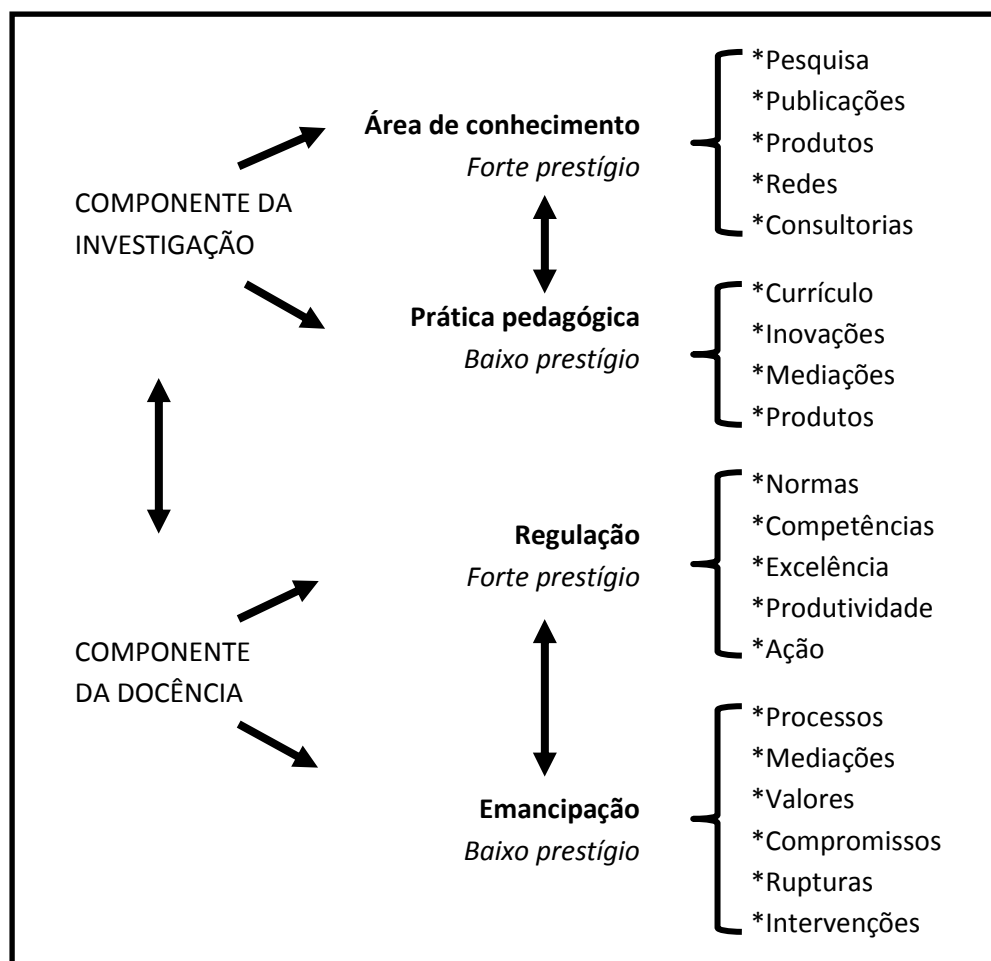 COMPONENTE DA
INVESTIGAÇÃO
Área de conhecimento
Forte prestígio
*Pesquisa
*Publicações
*Produtos
*Redes
*Consultorias
Prática pedagógica
Baixo prestígio
*Currículo
*Inovações
*Mediações
*Produtos
COMPONENTE
DA DOCÊNCIA
Regulação
Forte prestígio
*Normas
*Competências
*Excelência
*Produtividade
*Ação
Emancipação
Baixo prestígio
*Processos
*Mediações
*Valores
*Compromissos
*Rupturas
*Intervenções